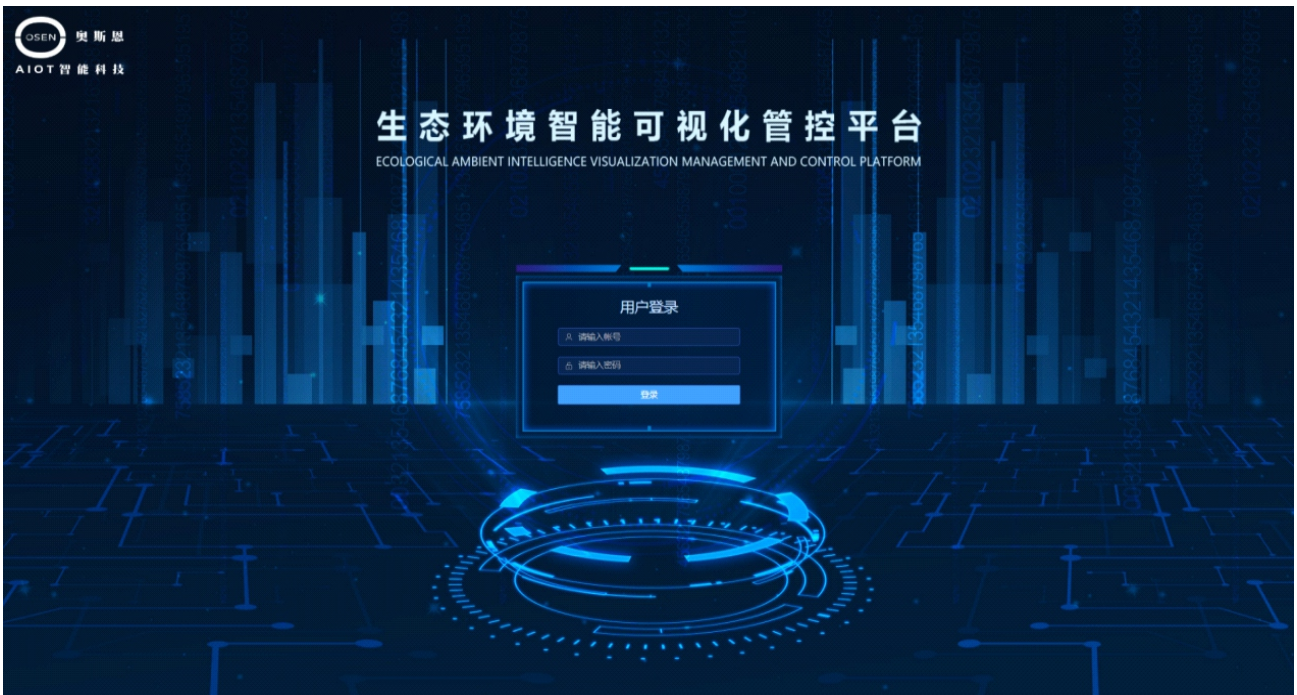 OSEN 奥斯恩
AIOT智能科技
生态环境智能可视化管控平台
ECOLOGICAL AMBIENT INTELLIGENCE VISUALIZATION MANAGEMENT AND CONTROL PLATFORM
用户登录
请输入帐号
请输入密码
登录